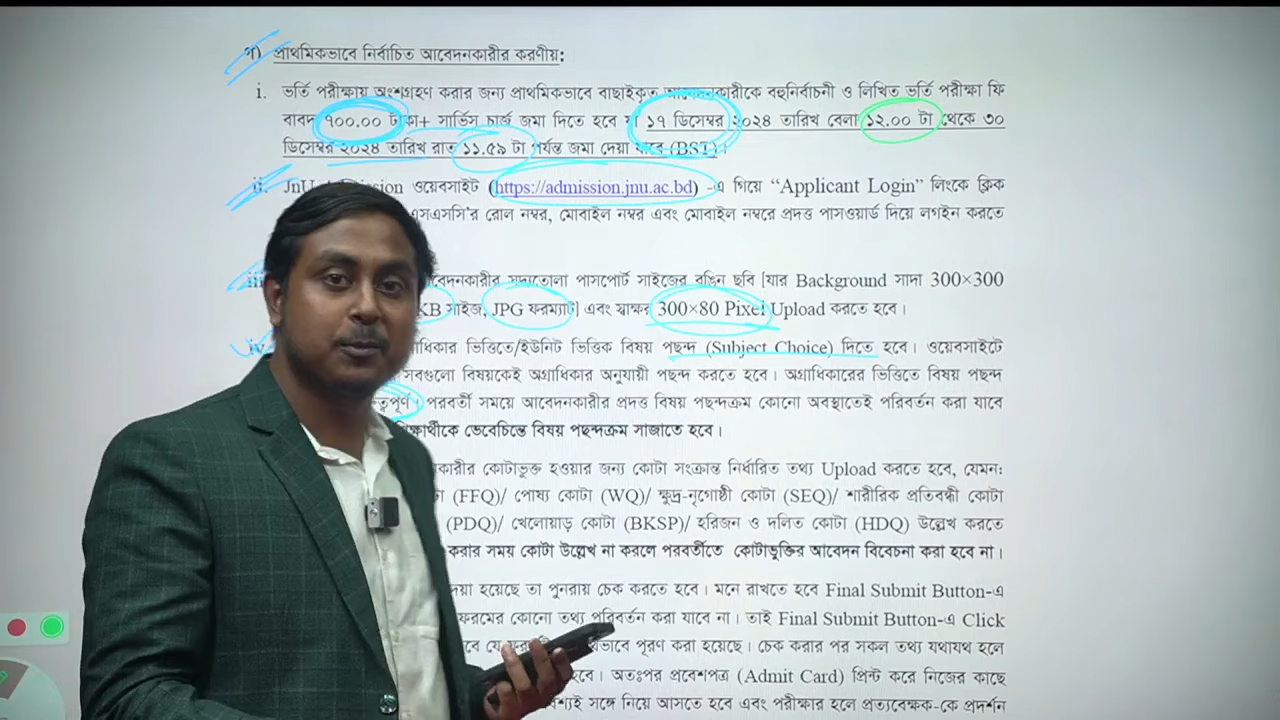 গ) প্রাথমিকভাবে নির্বাচিত আবেদনকারীর করণীয়:
i. ভর্তি পরীক্ষায় অংশগ্রহণ করার জন্য প্রাথমিকভাবে বাছাইকৃত আবেদনকারীকে বহুনির্বাচনী ও লিখিত ভর্তি পরীক্ষা ফি
বাবদ ৭০০.০০ টাকা+ সার্ভিস চার্জ জমা দিতে হবে যা ১৭ ডিসেম্বর ২০২৪ তারিখ বেলা ১২.০০ টা থেকে ৩০
ডিসেম্বর ২০২৪ তারিখ রাত ১১.৫৯ টা পর্যন্ত জমা দেয়া যাবে (BST)।
ii. JnU ওয়েবসাইট (https://admission.jnu.ac.bd) -এ গিয়ে “Applicant Login” লিংকে ক্লিক
এসএসসি'র রোল নম্বর, মোবাইল নম্বর এবং মোবাইল নম্বরে প্রদত্ত পাসওয়ার্ড দিয়ে লগইন করতে
iii. সদ্যতোলা পাসপোর্ট সাইজের রঙিন ছবি [যার Background সাদা 300×300
KB সাইজ, JPG ফরম্যাট] এবং স্বাক্ষর 300×80 Pixel Upload করতে হবে।
iv. ভিত্তিতে/ইউনিট ভিত্তিক বিষয় পছন্দ (Subject Choice) দিতে হবে। ওয়েবসাইটে
সবগুলো বিষয়কেই অগ্রাধিকার অনুযায়ী পছন্দ করতে হবে। অগ্রাধিকারের ভিত্তিতে বিষয় পছন্দ
পরবর্তী সময়ে আবেদনকারীর প্রদত্ত বিষয় পছন্দক্রম কোনো অবস্থাতেই পরিবর্তন করা যাবে
ভেবেচিন্তে বিষয় পছন্দক্রম সাজাতে হবে।
কোটাভুক্ত হওয়ার জন্য কোটা সংক্রান্ত নির্ধারিত তথ্য Upload করতে হবে, যেমন:
(FFQ)/ পোষ্য কোটা (WQ)/ ক্ষুদ্র-নৃগোষ্ঠী কোটা (SEQ)/ শারীরিক প্রতিবন্ধী কোটা
(PDQ)/ খেলোয়াড় কোটা (BKSP)/ হরিজন ও দলিত কোটা (HDQ) উল্লেখ করতে
করার সময় কোটা উল্লেখ না করলে পরবর্তীতে কোটাভুক্তির আবেদন বিবেচনা করা হবে না।
হয়েছে তা পুনরায় চেক করতে হবে। মনে রাখতে হবে Final Submit Button-এ
ফরমের কোনো তথ্য পরিবর্তন করা যাবে না। তাই Final Submit Button-এ Click
পূরণ করা হয়েছে। চেক করার পর সকল তথ্য যথাযথ হলে
হবে। অতঃপর প্রবেশপত্র (Admit Card) প্রিন্ট করে নিজের কাছে
সঙ্গে নিয়ে আসতে হবে এবং পরীক্ষার হলে প্রত্যবেক্ষক-কে প্রদর্শন